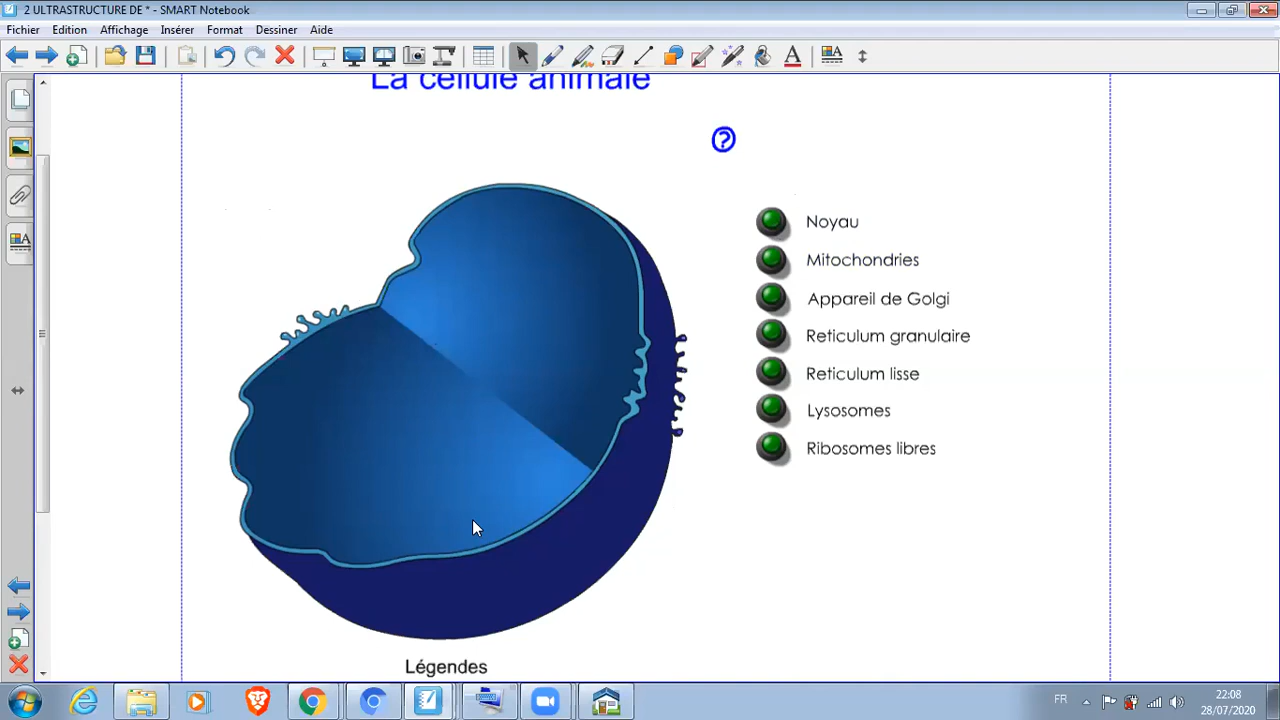 2 ULTRASTRUCTURE DE * - SMART Notebook
Fichier Edition Affichage Format Insérer Dessiner Aide
La cellule animale
?
Noyau
Mitochondries
Appareil de Golgi
Reticulum granulaire
Reticulum lisse
Lysosomes
Ribosomes libres
Légendes
FR
22:08
28/07/2020